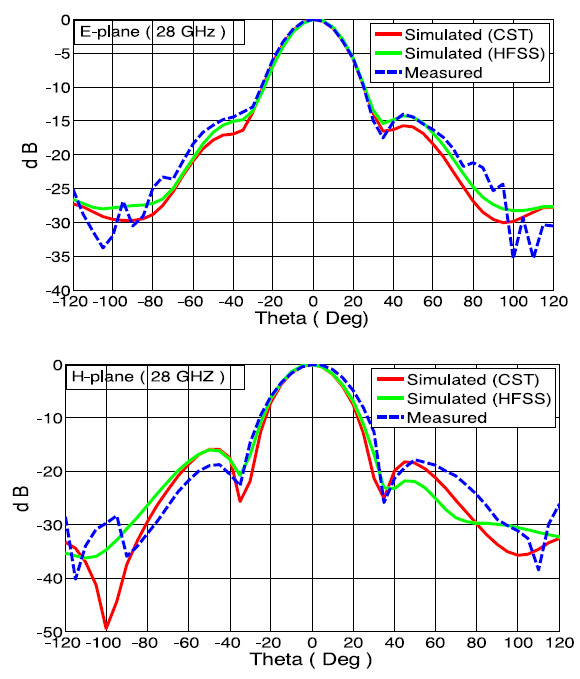 E-plane ( 28 GHz )
Simulated (CST)
Simulated (HFSS)
Measured
0
-5
-10
-15
-20
-25
-30
-35
-40
d B
-120 -100 -80 -60 -40 -20 0 20 40 60 80 100 120
Theta ( Deg)
H-plane ( 28 GHZ )
Simulated (CST)
Simulated (HFSS)
Measured
0
-10
-20
-30
-40
-50
d B
-120 -100 -80 -60 -40 -20 0 20 40 60 80 100 120
Theta ( Deg )